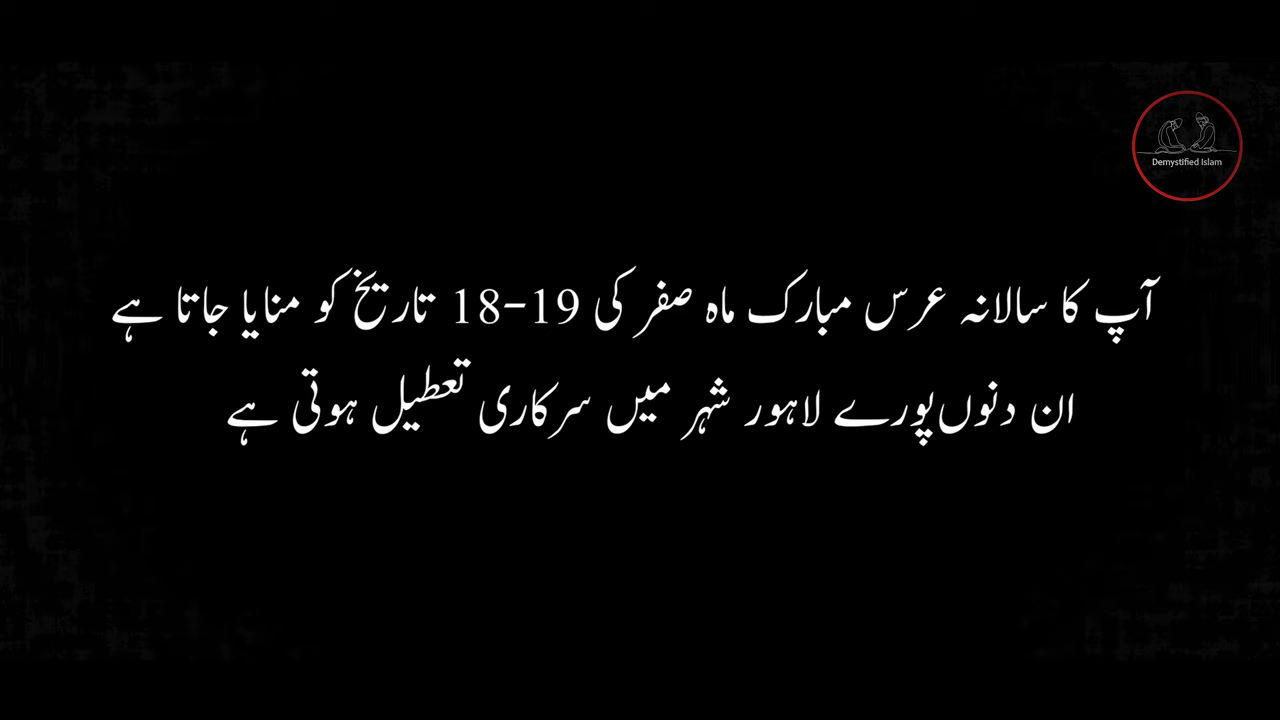 Demystified Islam
آپ کا سالانہ عرس مبارک ماہ صفر کی 19-18 تاریخ کو منایا جاتا ہے
ان دنوں پورے لاہور شہر میں سرکاری تعطیل ہوتی ہے